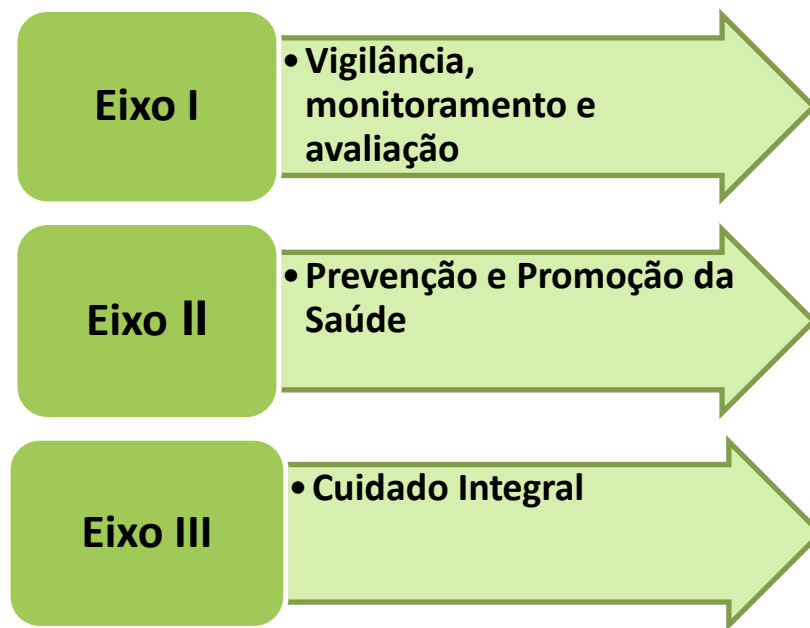 Eixo I
• Vigilância,
monitoramento e
avaliação
Eixo II
• Prevenção e Promoção da
Saúde
Eixo III
• Cuidado Integral